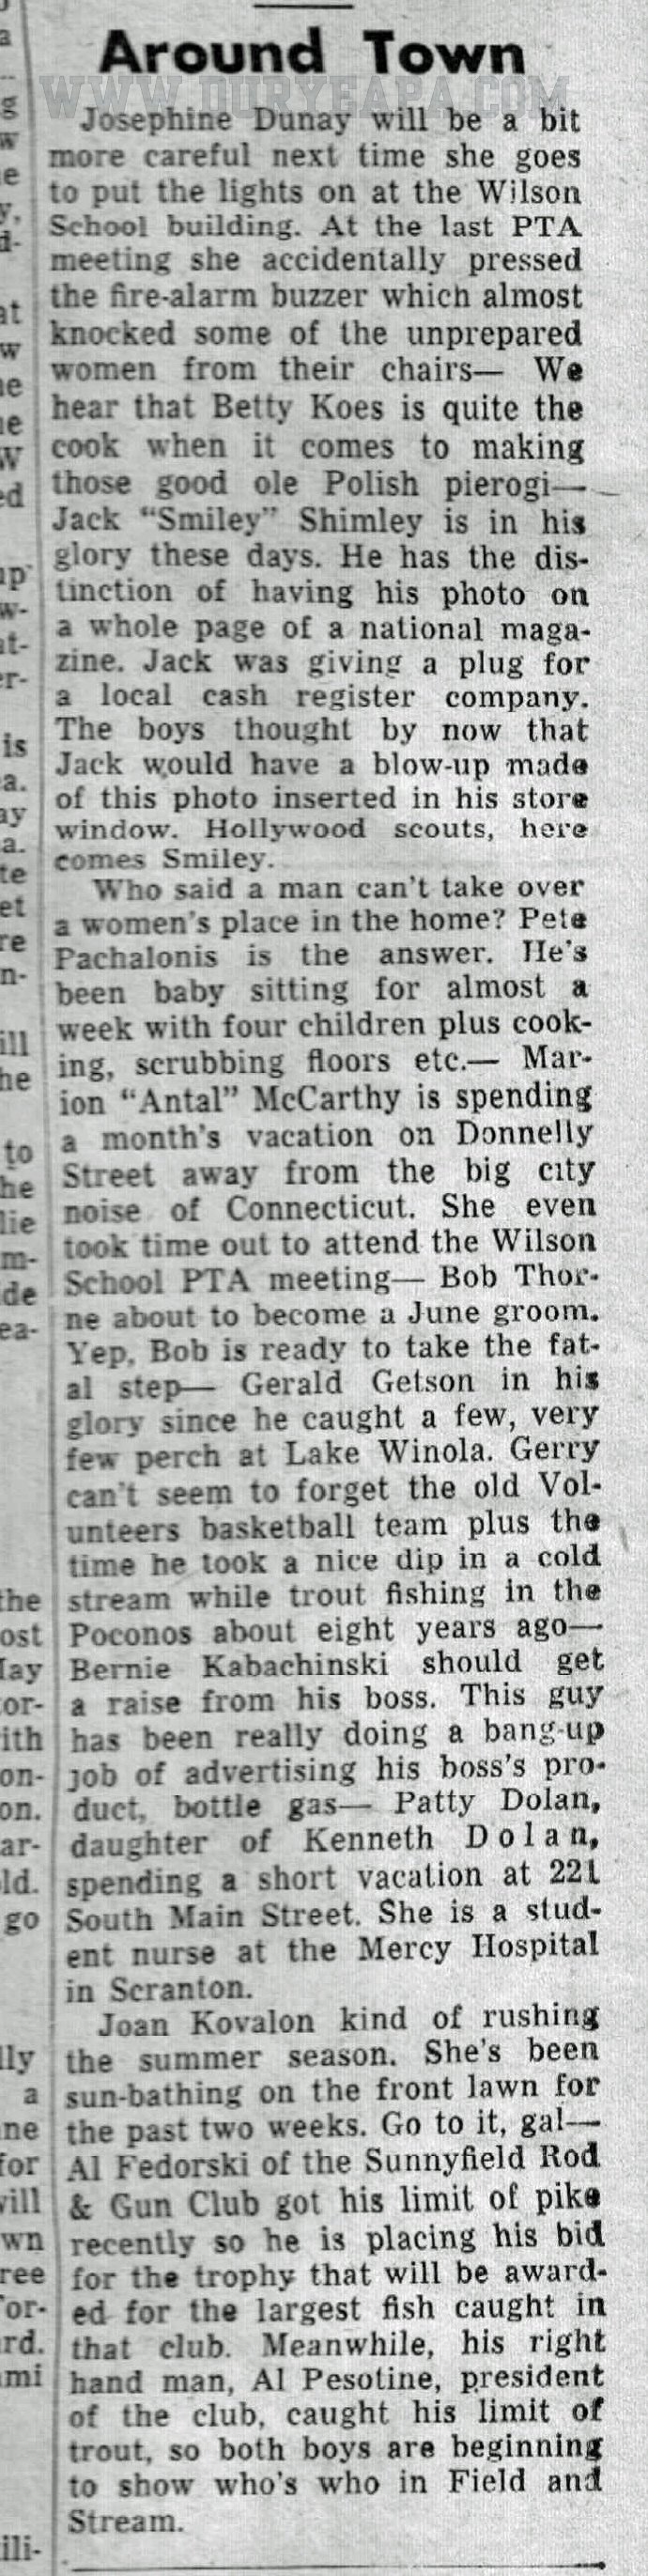 Around Town
WWW.DURYEAPA.COM
Josephine Dunay will be a bit
more careful next time she goes
to put the lights on at the Wilson
School building. At the last PTA
meeting she accidentally pressed
the fire-alarm buzzer which almost
knocked some of the unprepared
women from their chairs— We
hear that Betty Koes is quite the
cook when it comes to making
those good ole Polish pierogi—
Jack "Smiley" Shimley is in his
glory these days. He has the dis-
tinction of having his photo on
a whole page of a national maga-
zine. Jack was giving a plug for
a local cash register company.
The boys thought by now that
Jack would have a blow-up made
of this photo inserted in his store
window. Hollywood scouts, here
comes Smiley.
Who said a man can't take over
a women's place in the home? Pete
Pachalonis is the answer. He's
been baby sitting for almost a
week with four children plus cook-
ing, scrubbing floors etc.— Mar-
ion "Antal" McCarthy is spending
a month's vacation on Donnelly
Street away from the big city
noise of Connecticut. She even
took time out to attend the Wilson
School PTA meeting— Bob Thor-
ne about to become a June groom.
Yep, Bob is ready to take the fat-
al step— Gerald Getson in his
glory since he caught a few, very
few perch at Lake Winola. Gerry
can't seem to forget the old Vol-
unteers basketball team plus the
time he took a nice dip in a cold
stream while trout fishing in the
Poconos about eight years ago—
Bernie Kabachinski should get
a raise from his boss. This guy
has been really doing a bang-up
job of advertising his boss's pro-
duct, bottle gas— Patty Dolan,
daughter of Kenneth Dolan,
spending a short vacation at 221
South Main Street. She is a stud-
ent nurse at the Mercy Hospital
in Scranton.
Joan Kovalon kind of rushing
the summer season. She's been
sun-bathing on the front lawn for
the past two weeks. Go to it, gal—
Al Fedorski of the Sunnyfield Rod
& Gun Club got his limit of pike
recently so he is placing his bid
for the trophy that will be award-
ed for the largest fish caught in
that club. Meanwhile, his right
hand man, Al Pesotine, president
of the club, caught his limit of
trout, so both boys are beginning
to show who's who in Field and
Stream.